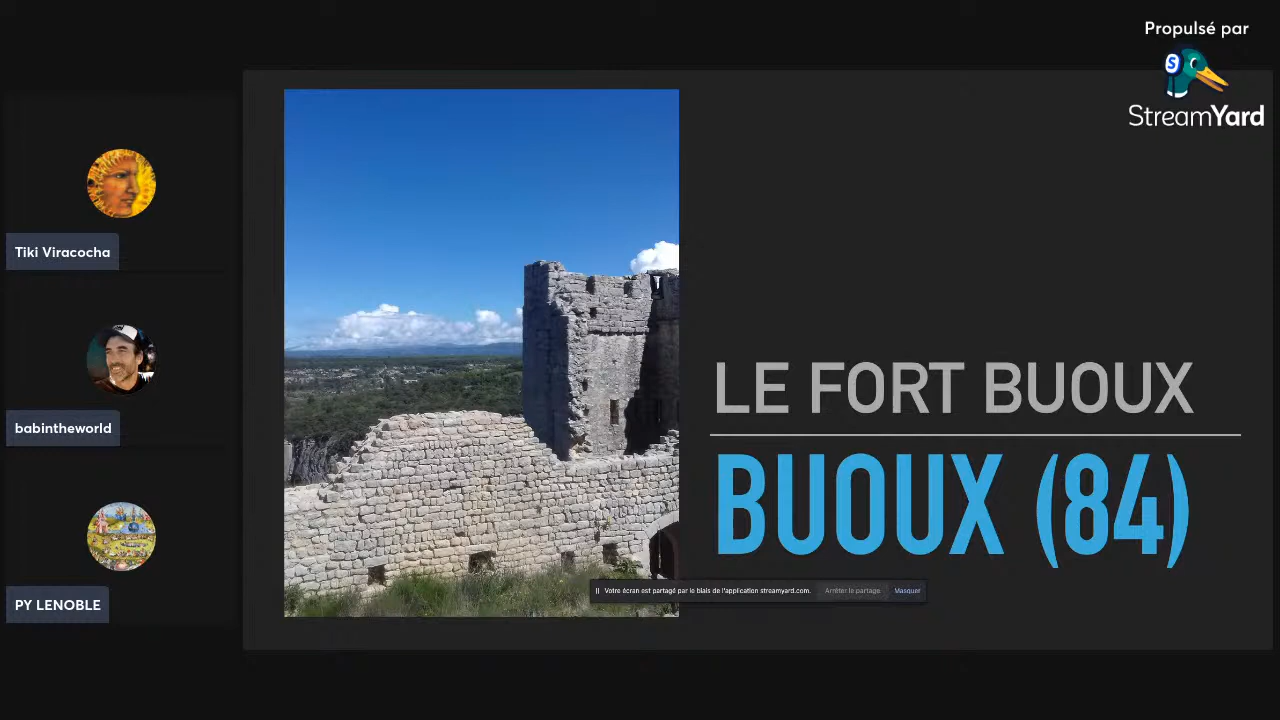 Propulsé par
S
StreamYard
Tiki Viracocha
babintheworld
PY LENOBLE
LE FORT BUOUX
BUOUX (84)
Votre écran est partagé par le biais de l'application streamyard.com.
Arrêter le partage
Masquer